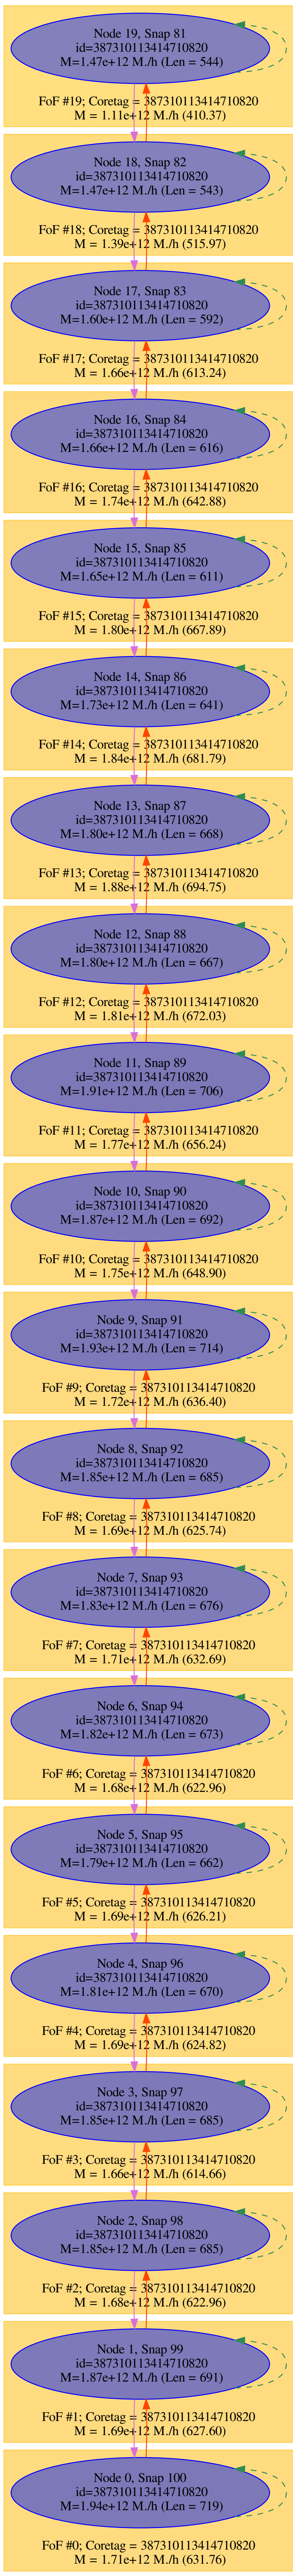 Node 19, Snap 81
id=387310113414710820
M=1.47e+12 M./h (Len = 544)
FoF #19; Coretag = 387310113414710820
M = 1.11e+12 M./h (410.37)
Node 18, Snap 82
id=387310113414710820
M=1.47e+12 M./h (Len = 543)
FoF #18; Coretag = 387310113414710820
M = 1.39e+12 M./h (515.97)
Node 17, Snap 83
id=387310113414710820
M=1.60e+12 M./h (Len = 592)
FoF #17; Coretag = 387310113414710820
M = 1.66e+12 M./h (613.24)
Node 16, Snap 84
id=387310113414710820
M=1.66e+12 M./h (Len = 616)
FoF #16; Coretag = 387310113414710820
M = 1.74e+12 M./h (642.88)
Node 15, Snap 85
id=387310113414710820
M=1.65e+12 M./h (Len = 611)
FoF #15; Coretag = 387310113414710820
M = 1.80e+12 M./h (667.89)
Node 14, Snap 86
id=387310113414710820
M=1.73e+12 M./h (Len = 641)
FoF #14; Coretag = 387310113414710820
M = 1.84e+12 M./h (681.79)
Node 13, Snap 87
id=387310113414710820
M=1.80e+12 M./h (Len = 668)
FoF #13; Coretag = 387310113414710820
M = 1.88e+12 M./h (694.75)
Node 12, Snap 88
id=387310113414710820
M=1.80e+12 M./h (Len = 667)
FoF #12; Coretag = 387310113414710820
M = 1.81e+12 M./h (672.03)
Node 11, Snap 89
id=387310113414710820
M=1.91e+12 M./h (Len = 706)
FoF #11; Coretag = 387310113414710820
M = 1.77e+12 M./h (656.24)
Node 10, Snap 90
id=387310113414710820
M=1.87e+12 M./h (Len = 692)
FoF #10; Coretag = 387310113414710820
M = 1.75e+12 M./h (648.90)
Node 9, Snap 91
id=387310113414710820
M=1.93e+12 M./h (Len = 714)
FoF #9; Coretag = 387310113414710820
M = 1.72e+12 M./h (636.40)
Node 8, Snap 92
id=387310113414710820
M=1.85e+12 M./h (Len = 685)
FoF #8; Coretag = 387310113414710820
M = 1.69e+12 M./h (625.74)
Node 7, Snap 93
id=387310113414710820
M=1.83e+12 M./h (Len = 676)
FoF #7; Coretag = 387310113414710820
M = 1.71e+12 M./h (632.69)
Node 6, Snap 94
id=387310113414710820
M=1.82e+12 M./h (Len = 673)
FoF #6; Coretag = 387310113414710820
M = 1.68e+12 M./h (622.96)
Node 5, Snap 95
id=387310113414710820
M=1.79e+12 M./h (Len = 662)
FoF #5; Coretag = 387310113414710820
M = 1.69e+12 M./h (626.21)
Node 4, Snap 96
id=387310113414710820
M=1.81e+12 M./h (Len = 670)
FoF #4; Coretag = 387310113414710820
M = 1.69e+12 M./h (624.82)
Node 3, Snap 97
id=387310113414710820
M=1.85e+12 M./h (Len = 685)
FoF #3; Coretag = 387310113414710820
M = 1.66e+12 M./h (614.66)
Node 2, Snap 98
id=387310113414710820
M=1.85e+12 M./h (Len = 685)
FoF #2; Coretag = 387310113414710820
M = 1.68e+12 M./h (622.96)
Node 1, Snap 99
id=387310113414710820
M=1.87e+12 M./h (Len = 691)
FoF #1; Coretag = 387310113414710820
M = 1.69e+12 M./h (627.60)
Node 0, Snap 100
id=387310113414710820
M=1.94e+12 M./h (Len = 719)
FoF #0; Coretag = 387310113414710820
M = 1.71e+12 M./h (631.76)